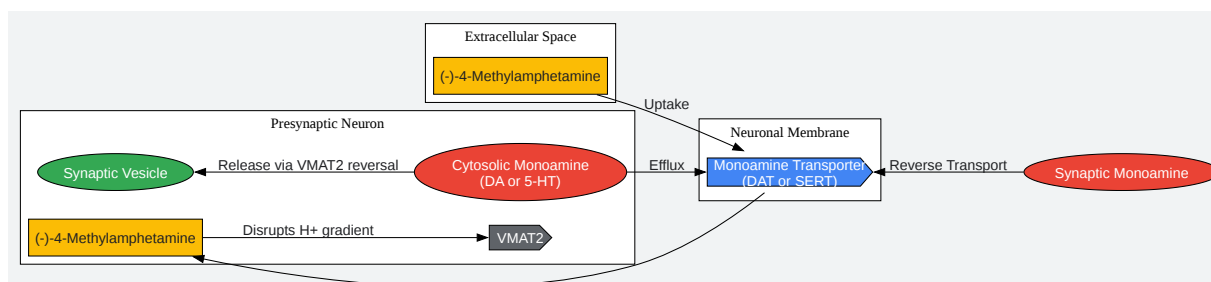 Extracellular Space
(-)-4-Methylamphetamine
Uptake
Presynaptic Neuron
Neuronal Membrane
Synaptic Vesicle
Release via VMAT2 reversal
Cytosolic Monoamine
(DA or 5-HT)
Efflux
Monoamine Transporter
(DAT or SERT)
Reverse Transport
Synaptic Monoamine
(-)-4-Methylamphetamine
Disrupts H+ gradient
VMAT2